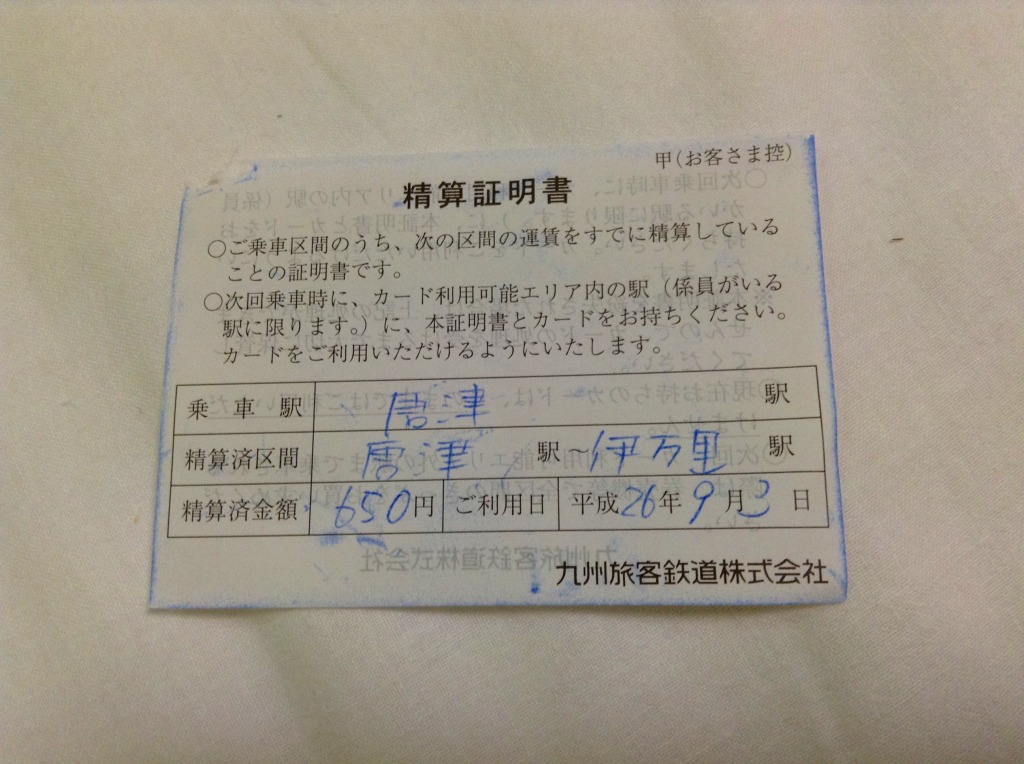 甲(お客さま控)
精算証明書
○ご乗車区間のうち、次の区間の運賃をすでに精算している
ことの証明書です。
○次回乗車時に、カード利用可能エリア内の駅（係員がいる
駅に限ります。）に、本証明書とカードをお持ちください。
カードをご利用いただけるようにいたします。
乗車駅 唐津 駅
精算済区間 唐津 駅 ~ 伊万里 駅
精算済金額 650円 ご利用日 平成26年9月3日
九州旅客鉄道株式会社